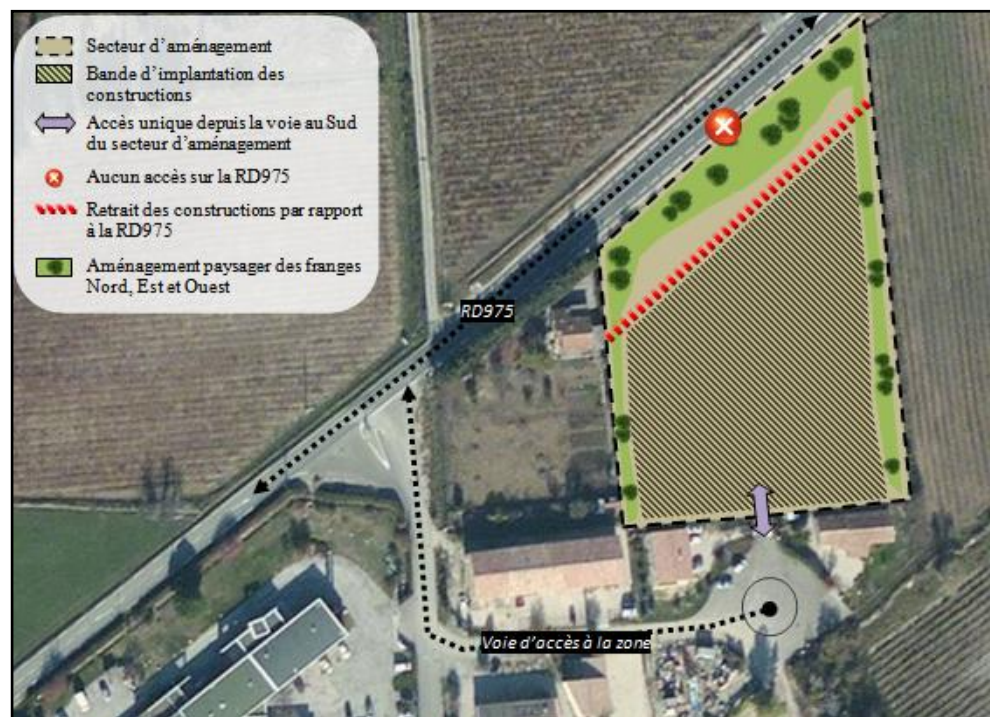 Secteur d'aménagement
Bande d'implantation des
constructions
Accès unique depuis la voie au Sud
du secteur d'aménagement
Aucun accès sur la RD975
Retrait des constructions par rapport
à la RD975
Aménagement paysager des franges
Nord, Est et Ouest
RD975
Voie d'accès à la zone